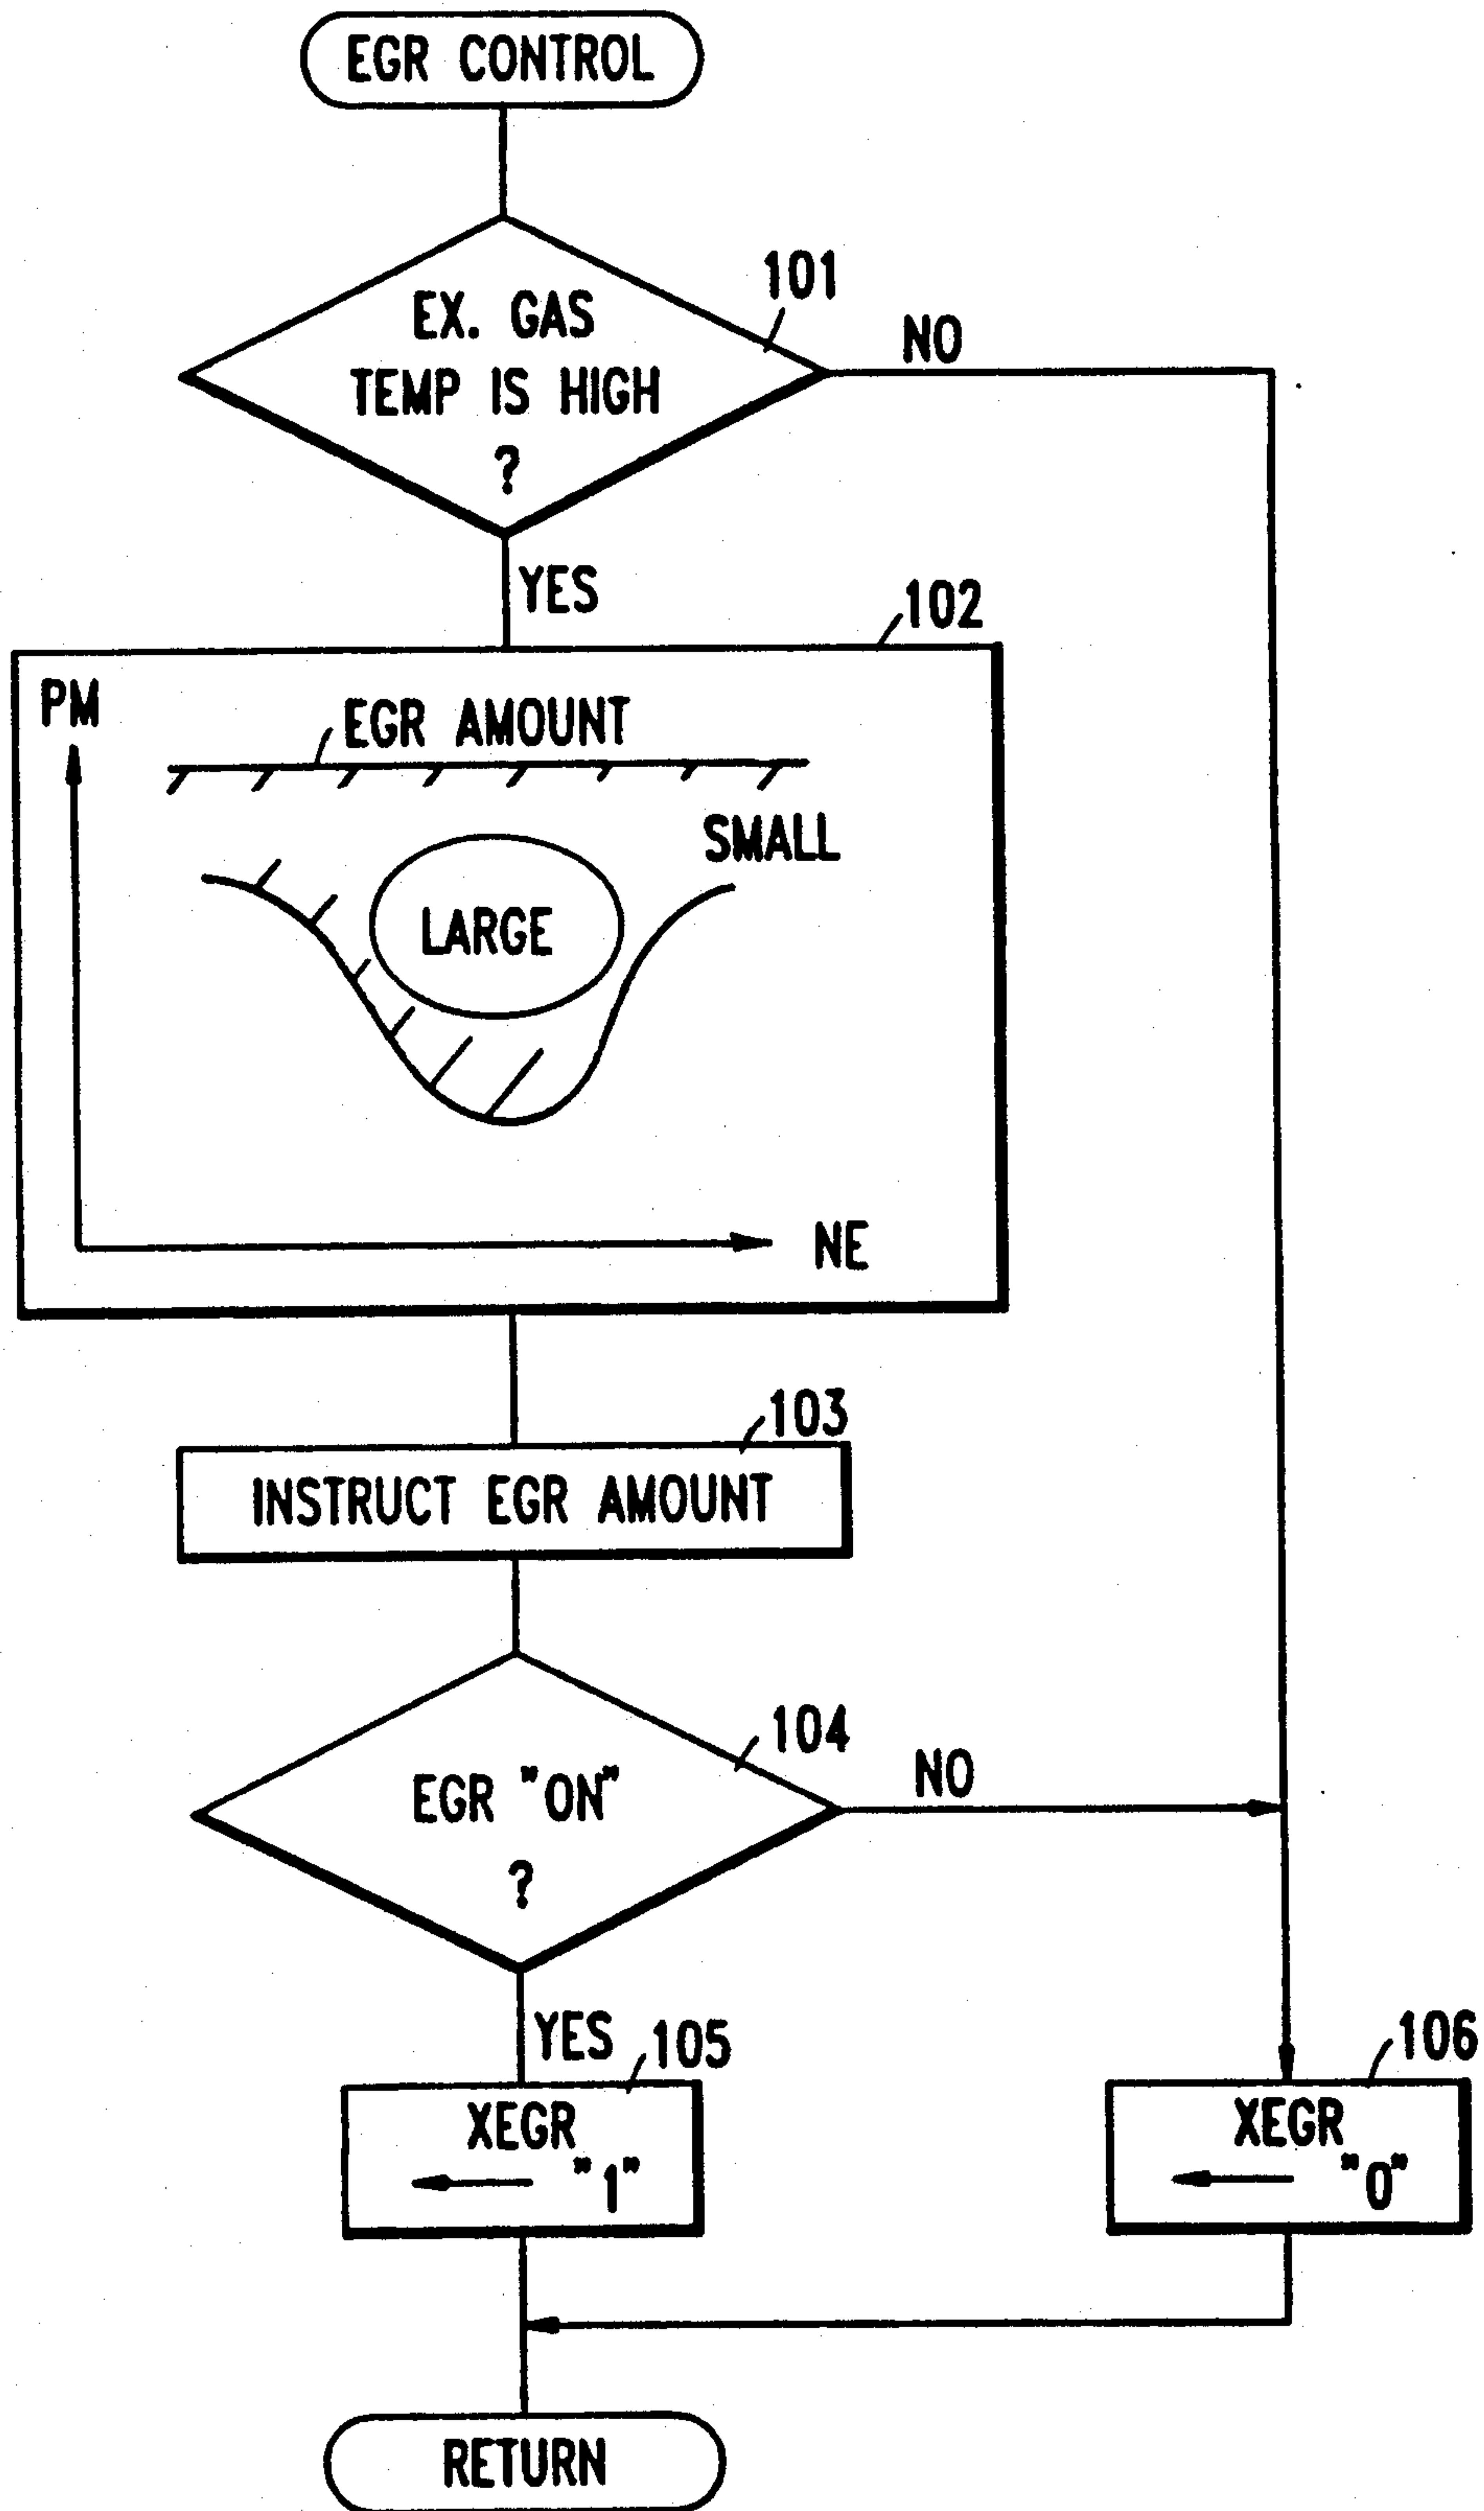 EGR CONTROL
101
EX. GAS
TEMP IS HIGH
?
NO
YES
102
PM
EGR AMOUNT
SMALL
LARGE
NE
103
INSTRUCT EGR AMOUNT
104
EGR "ON"
?
NO
YES
105
106
XEGR
← "1"
XEGR
← "0"
RETURN